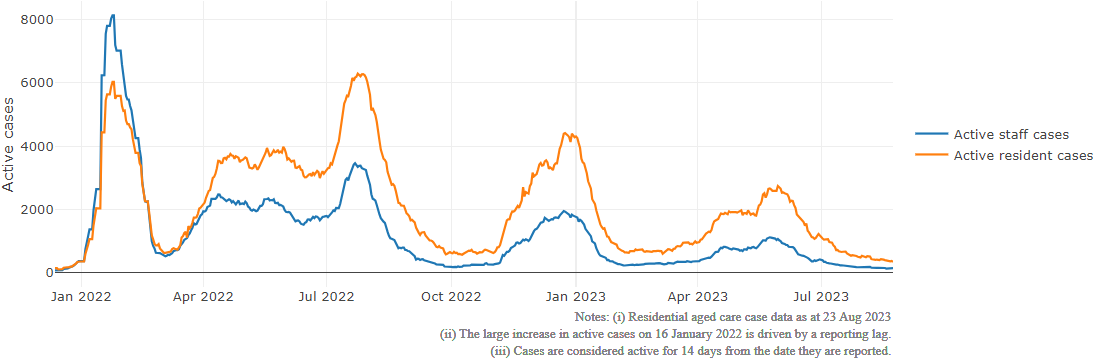 8000
6000
4000
2000
0
Active cases
Jan 2022
Apr 2022
Jul 2022
Oct 2022
Jan 2023
Apr 2023
Jul 2023
Active staff cases
Active resident cases
Notes: (i) Residential aged care case data as at 23 Aug 2023
(ii) The large increase in active cases on 16 January 2022 is driven by a reporting lag.
(iii) Cases are considered active for 14 days from the date they are reported.